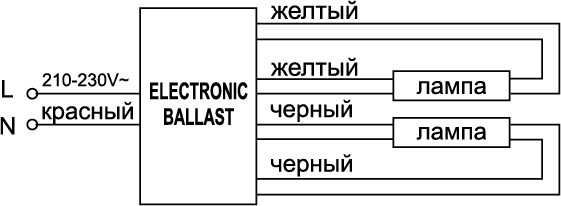 желтый
L
210-230V~
желтый
лампа
ELECTRONIC
BALLAST
N
красный
черный
лампа
черный